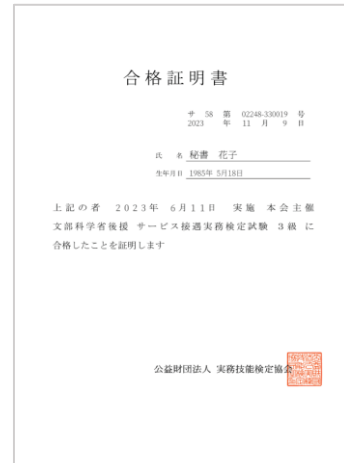 合格証明書
サ 58 第 02248-330019 号
2023 年 11 月 9 日
氏 名 秘書 花子
生年月日 1985年 5月18日
上記の者 2023年 6月11日 実施 本会主催
文部科学省後援 サービス接遇実務検定試験 3級 に
合格したことを証明します
公益財団法人 実務技能検定協会